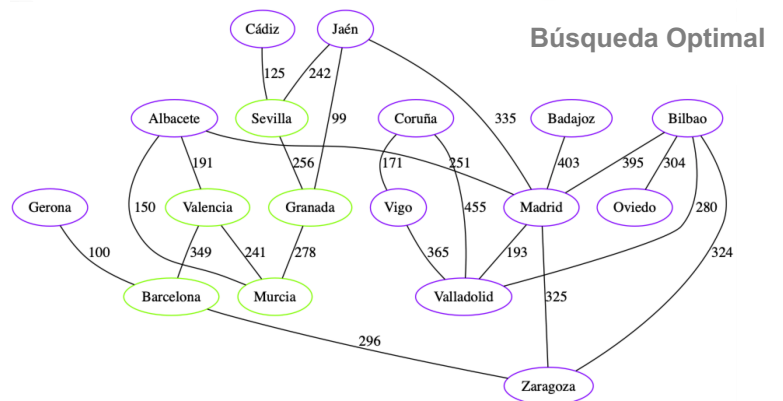 Búsqueda Optimal
Cádiz
Jaén
125
242
Albacete
Sevilla
99
Coruña
335
Badajoz
Bilbao
191
256
171
251
403
395
304
Gerona
150
Valencia
Granada
Vigo
455
Madrid
Oviedo
280
100
349
241
278
365
193
324
Barcelona
Murcia
Valladolid
325
296
Zaragoza